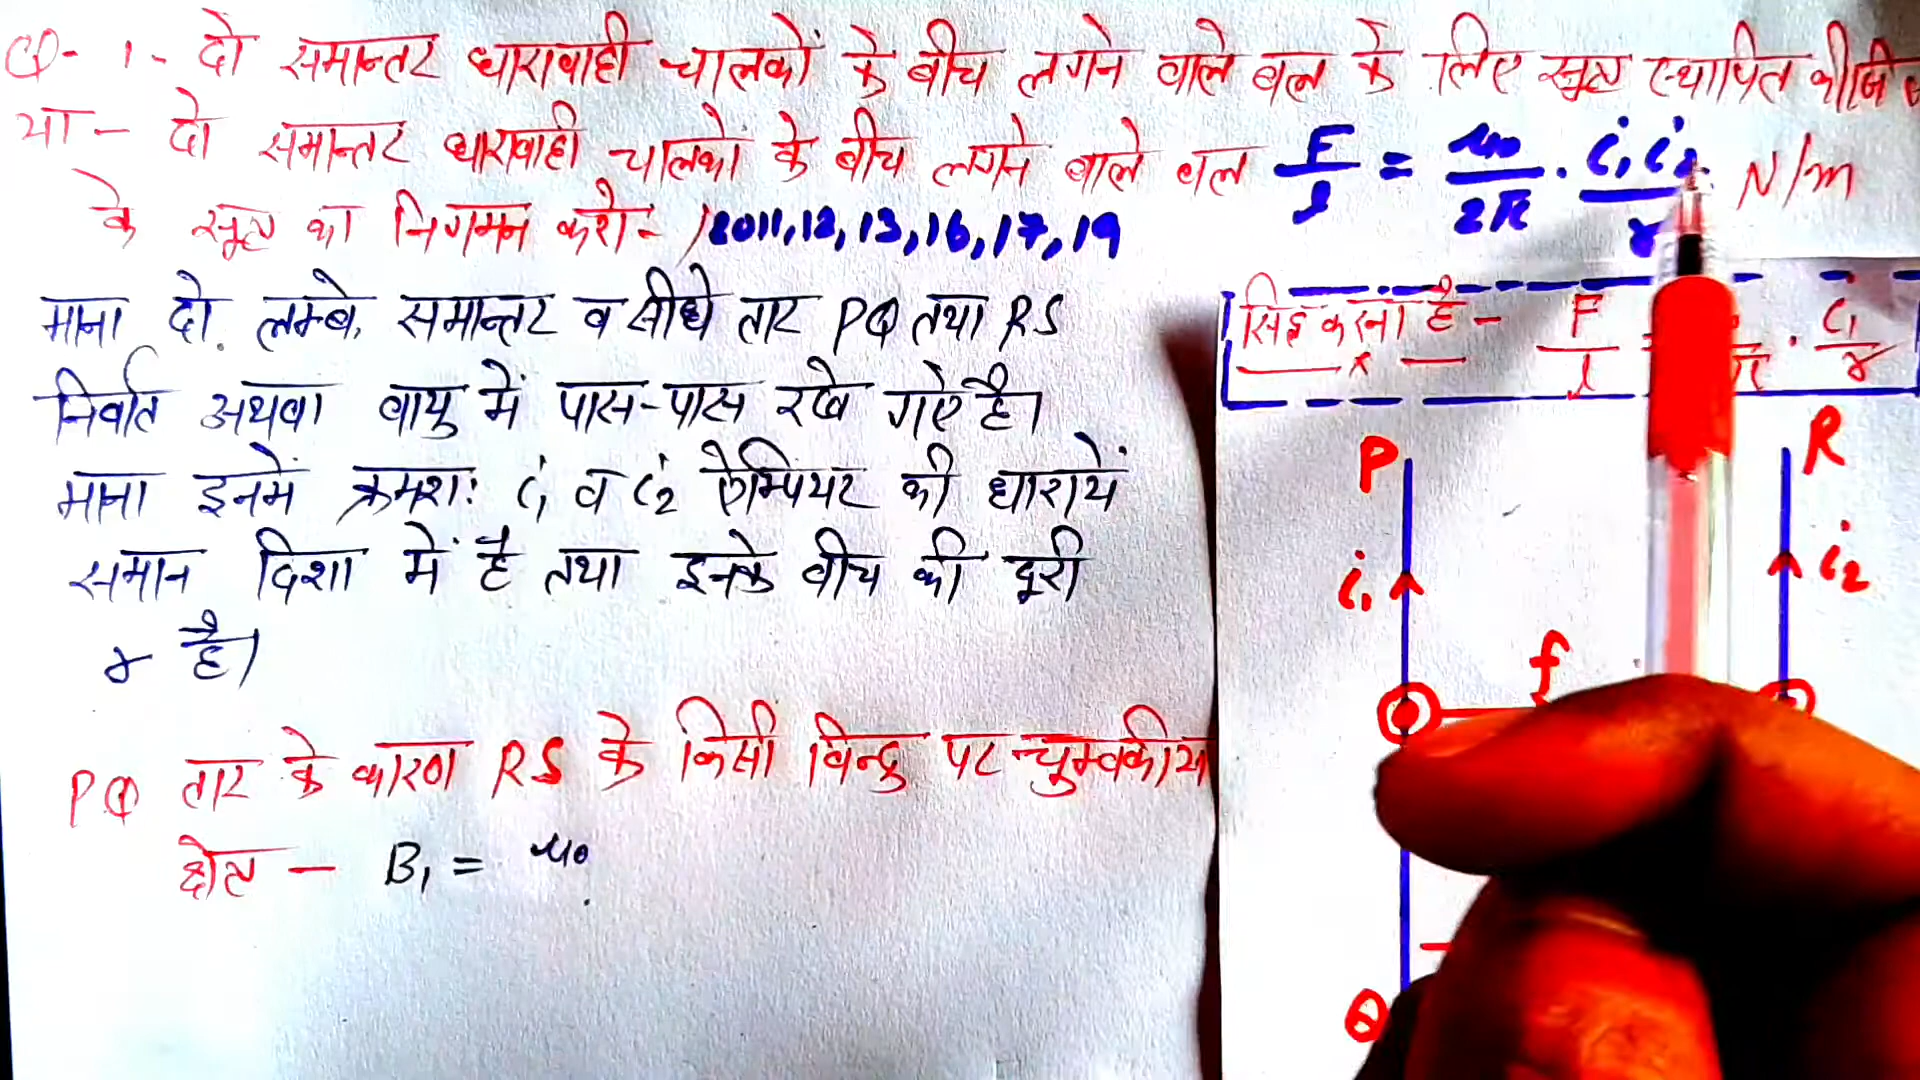 Q-1- दो समान्तर धारावाही चालकों के बीच लगने वाले बल के लिए सूत्र स्थापित कीजि
या- दो समान्तर धारावाही चालकों के बीच लगने वाले बल F/l = μ₀/2π . i₁i₂/r N/m
के सूत्र का निगमन करो- /2011,12,13,16,17,19
माना दो लम्बे, समान्तर व सीधे तार PQ तथा RS
निर्वात अथवा वायु में पास-पास रखे गए है।
माना इनमें क्रमशः i₁ व i₂ ऐम्पियर की धारायें
समान दिशा में है तथा इनके बीच की दूरी
r है।
PQ तार के कारण RS के किसी बिन्दु पर चुम्बकीय
क्षेत्र - B₁ = μ₀
सिद्ध करना है - F/l . i₁/r
P R
i₁ i₂
f
Q